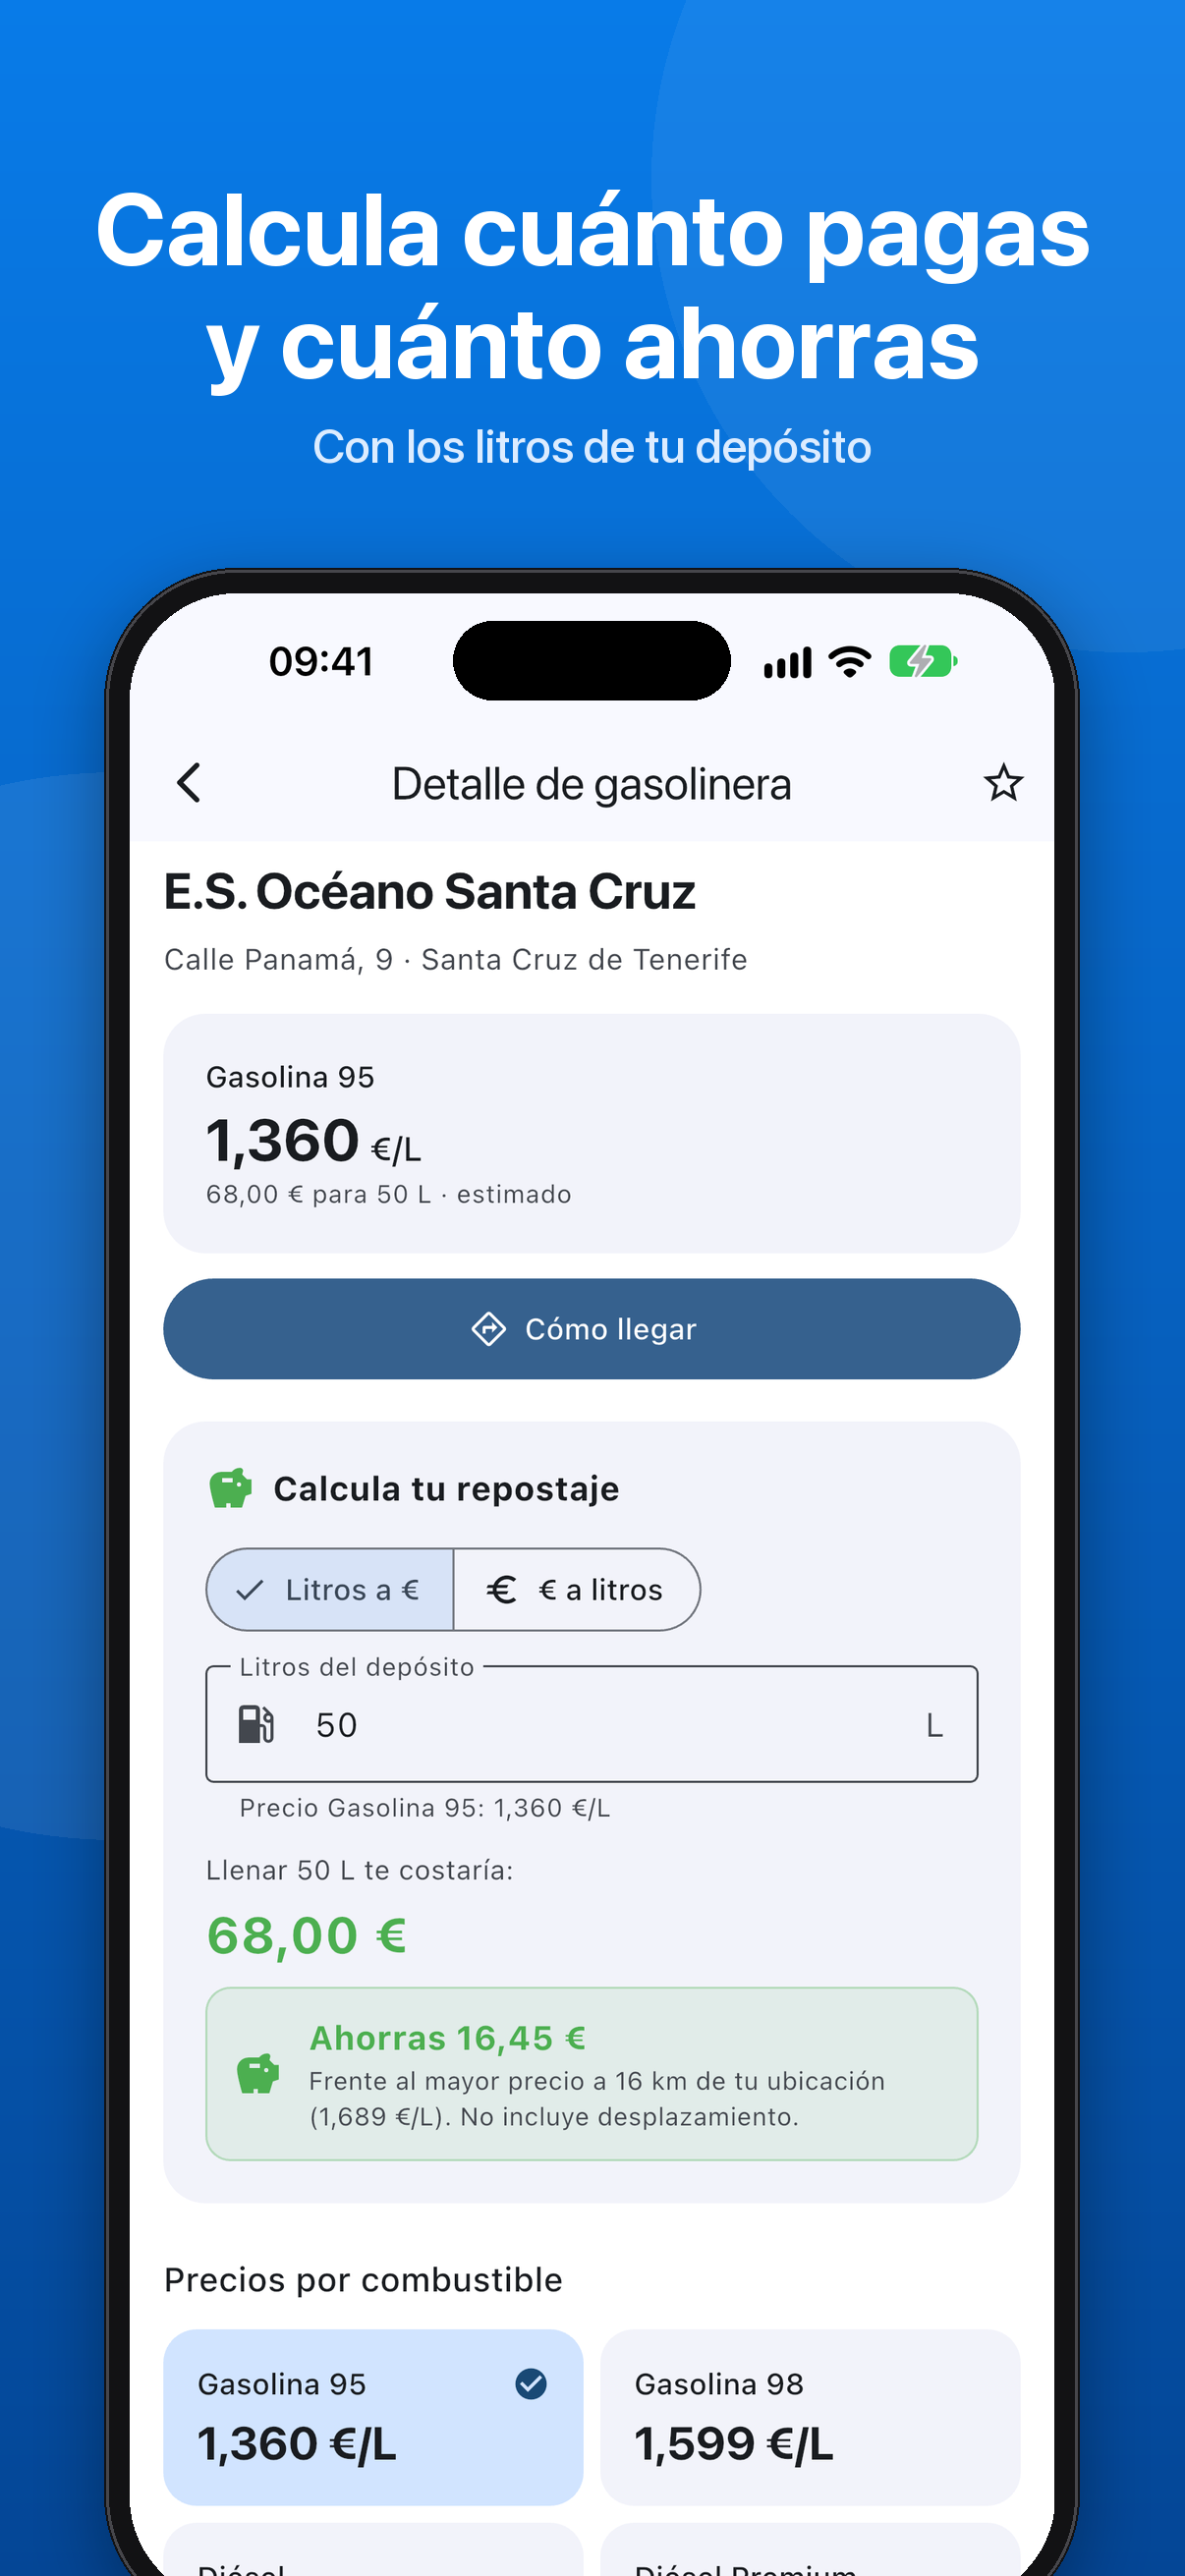 Calcula cuánto pagas
y cuánto ahorras
Con los litros de tu depósito
09:41
Detalle de gasolinera
E.S. Océano Santa Cruz
Calle Panamá, 9 · Santa Cruz de Tenerife
Gasolina 95
1,360 €/L
68,00 € para 50 L · estimado
Cómo llegar
Calcula tu repostaje
Litros a €
€ € a litros
Litros del depósito
50 L
Precio Gasolina 95: 1,360 €/L
Llenar 50 L te costaría:
68,00 €
Ahorras 16,45 €
Frente al mayor precio a 16 km de tu ubicación
(1,689 €/L). No incluye desplazamiento.
Precios por combustible
Gasolina 95
1,360 €/L
Gasolina 98
1,599 €/L
Diésel
Diésel Premium